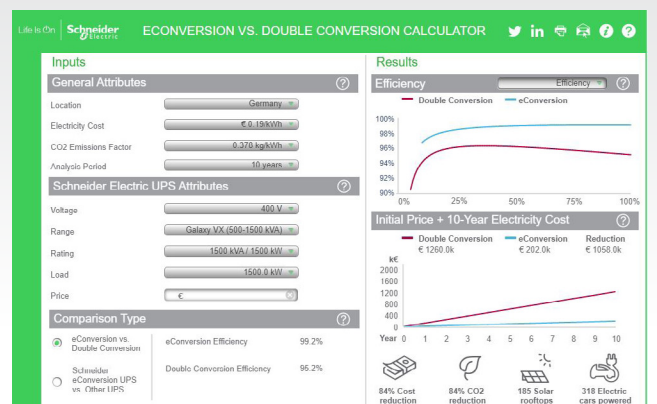 Life Is On | Schneider Electric
ECONVERSION VS. DOUBLE CONVERSION CALCULATOR
Inputs
General Attributes
Location Germany
Electricity Cost € 0.19/kWh
CO2 Emissions Factor 0.370 kg/kWh
Analysis Period 10 years
Schneider Electric UPS Attributes
Voltage 400 V
Range Galaxy VX (500-1500 kVA)
Rating 1500 kVA / 1500 kW
Load 1500.0 kW
Price €
Comparison Type
eConversion vs.
Double Conversion
eConversion Efficiency 99.2%
Schneider
eConversion UPS
vs. Other UPS
Double Conversion Efficiency 95.2%
Results
Efficiency Efficiency
Double Conversion eConversion
100%
98%
96%
94%
92%
90%
0% 25% 50% 75% 100%
Initial Price + 10-Year Electricity Cost
Double Conversion eConversion Reduction
€ 1260.0k € 202.0k € 1058.0k
k€
2000
1600
1200
800
400
0
Year 0 1 2 3 4 5 6 7 8 9 10
84% Cost
reduction
84% CO2
reduction
185 Solar
rooftops
318 Electric
cars powered